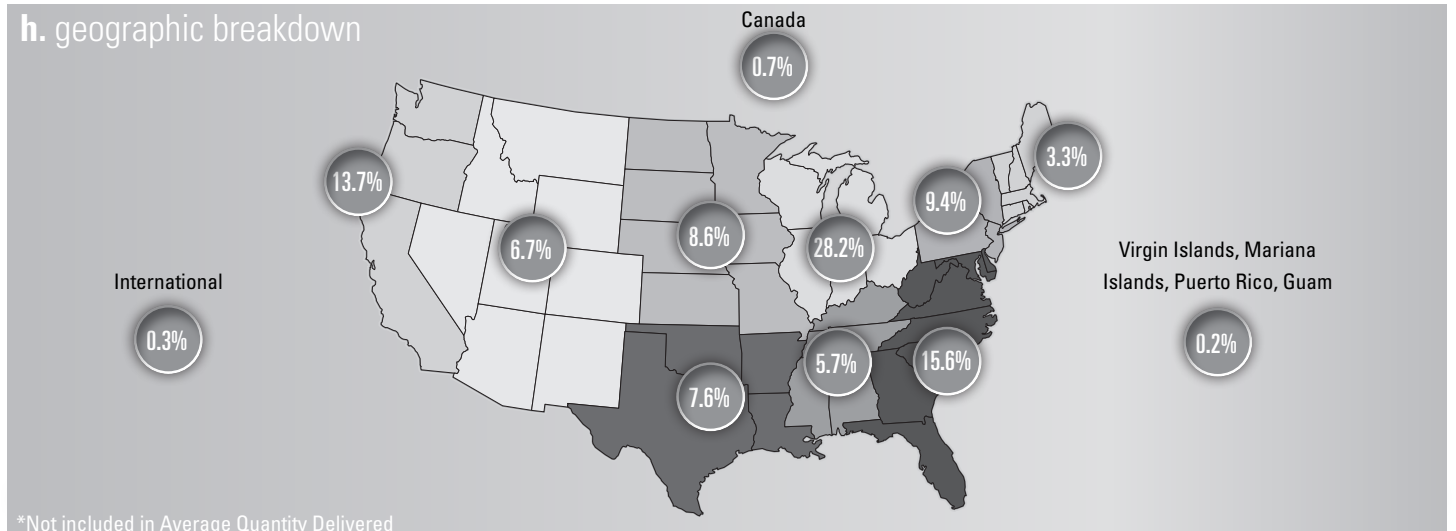 h. geographic breakdown
Canada
0.7%
3.3%
13.7%
9.4%
8.6%
6.7%
28.2%
Virgin Islands, Mariana
Islands, Puerto Rico, Guam
International
0.3%
0.2%
5.7%
15.6%
7.6%
*Not included in Average Quantity Delivered